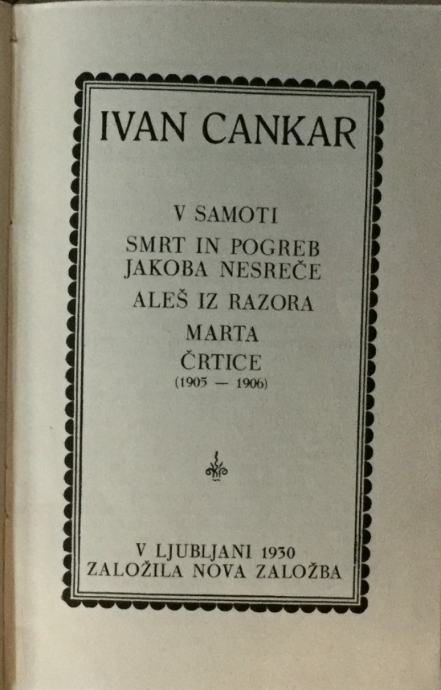 IVAN CANKAR
V SAMOTI
SMRT IN POGREB
JAKOBA NESREČE
ALEŠ IZ RAZORA
MARTA
ČRTICE
(1905 — 1906)
V LJUBLJANI 1930
ZALOŽILA NOVA ZALOŽBA